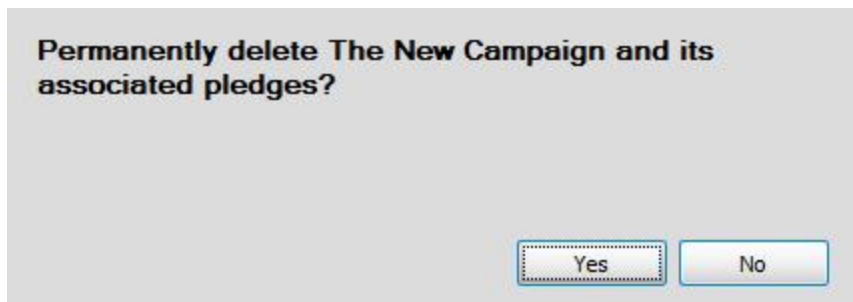 Permanently delete The New Campaign and its
associated pledges?
Yes No